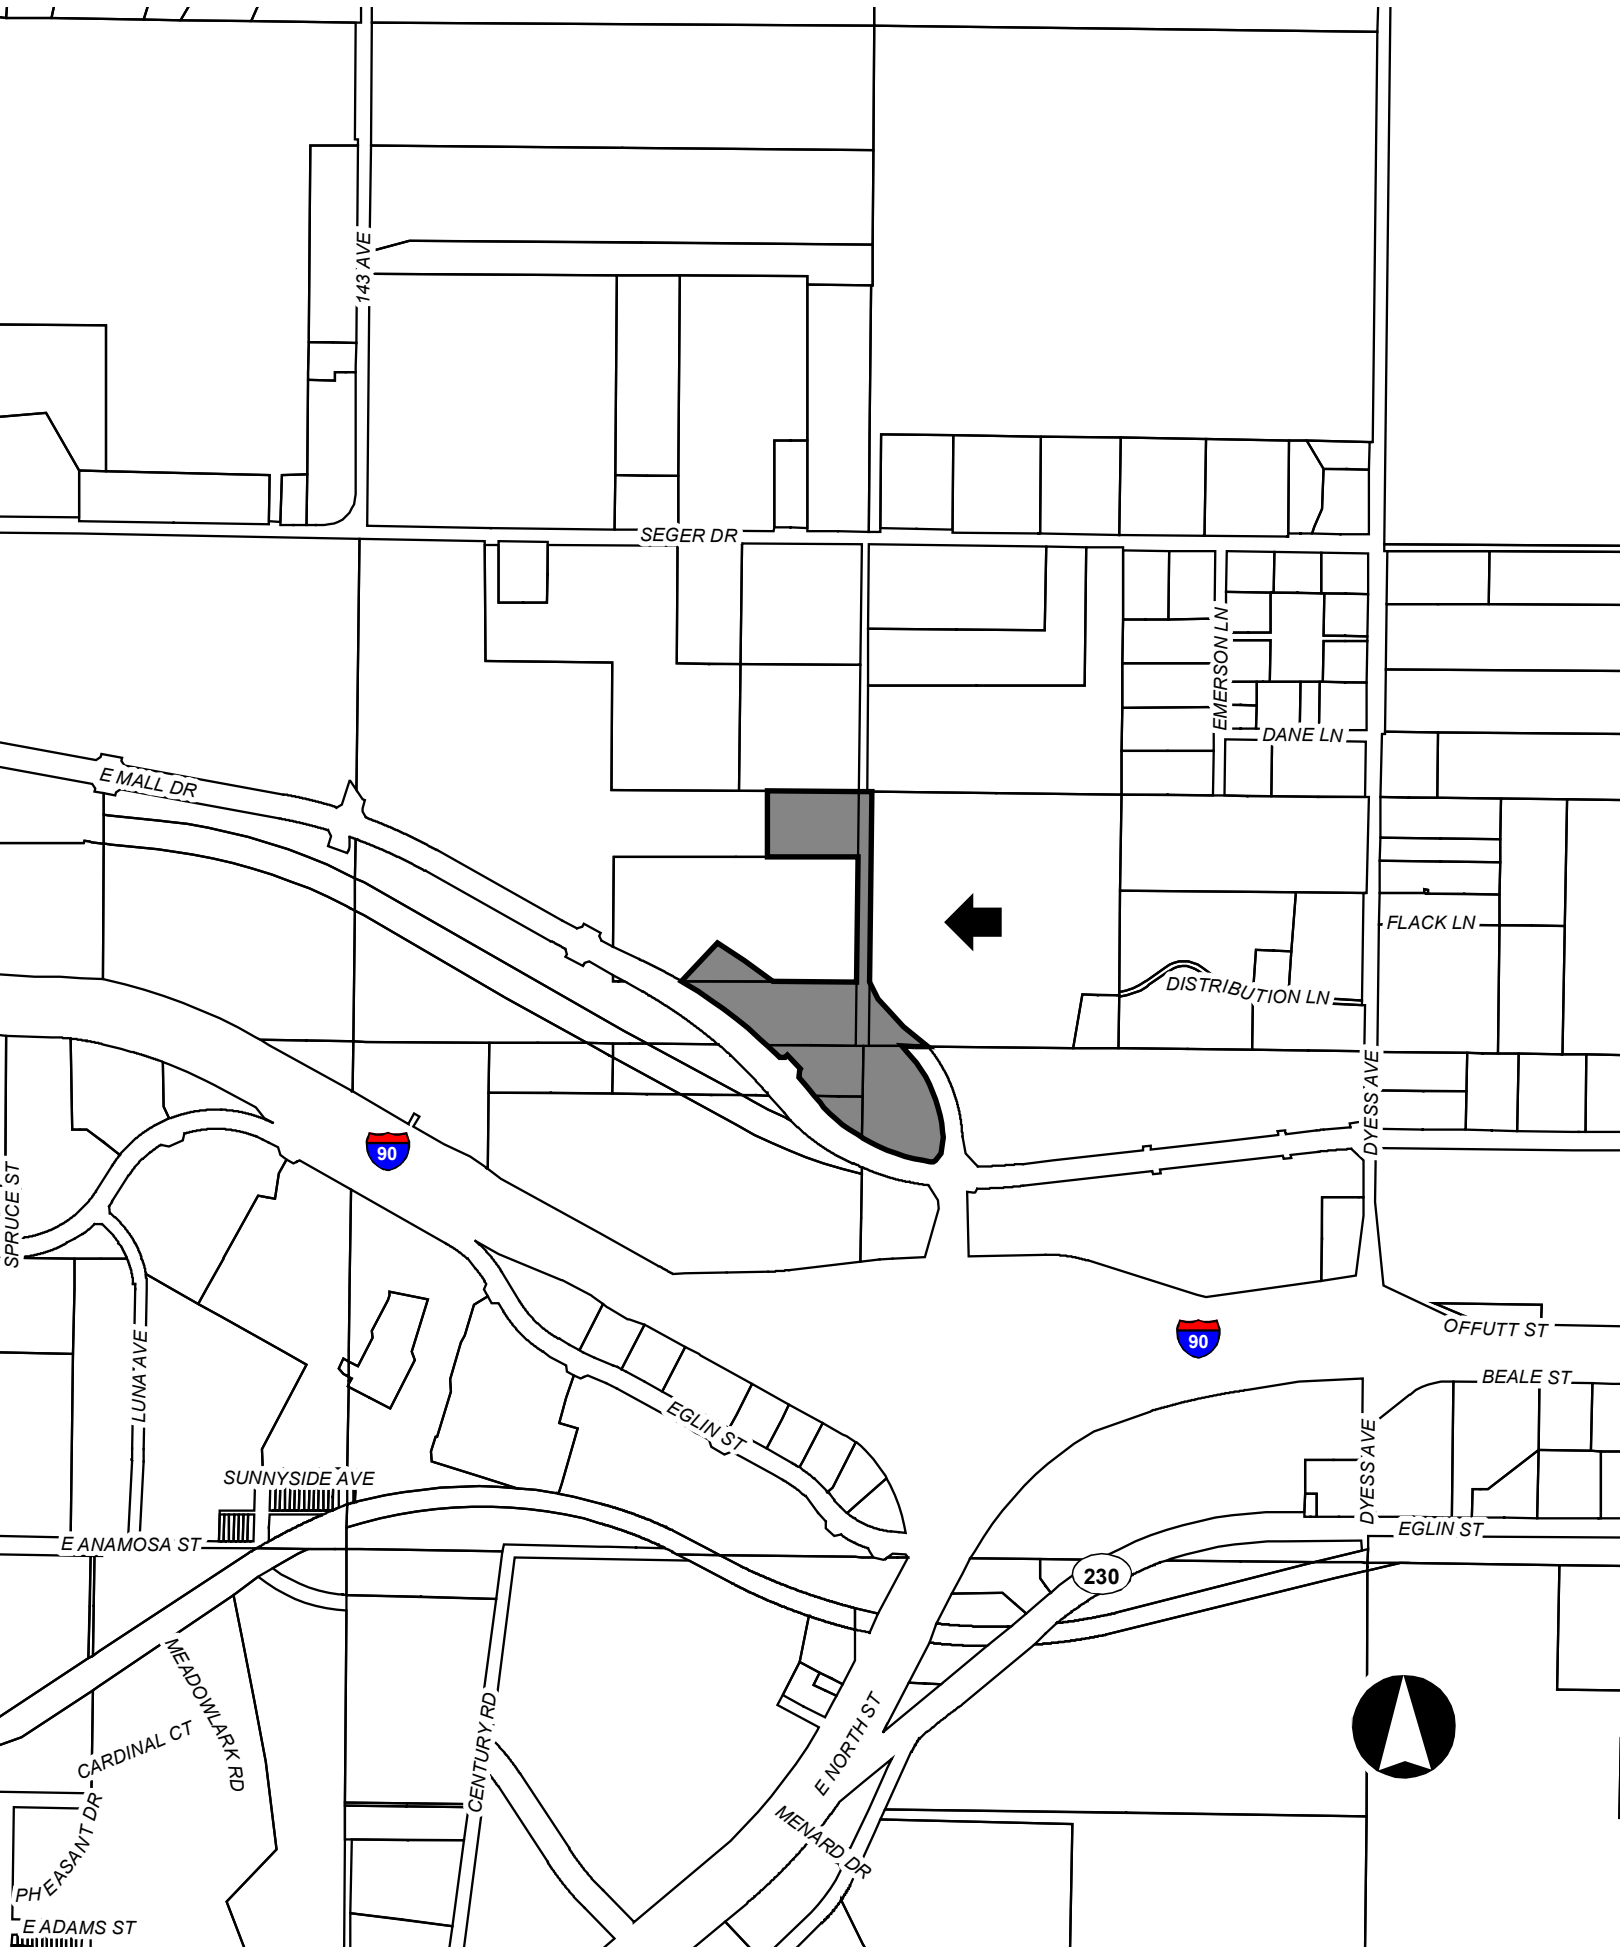 143 AVE
SEGER DR
EMERSON LN
DANE LN
E MALL DR
FLACK LN
DISTRIBUTION LN
DYESS AVE
90
SPRUCE ST
90
OFFUTT ST
LUNA AVE
BEALE ST
EGLIN ST
DYESS AVE
SUNNYSIDE AVE
EGLIN ST
E ANAMOSA ST
230
MEADOWLARK RD
CENTURY RD
E NORTH ST
CARDINAL CT
MENARD DR
PHEASANT DR
E ADAMS ST